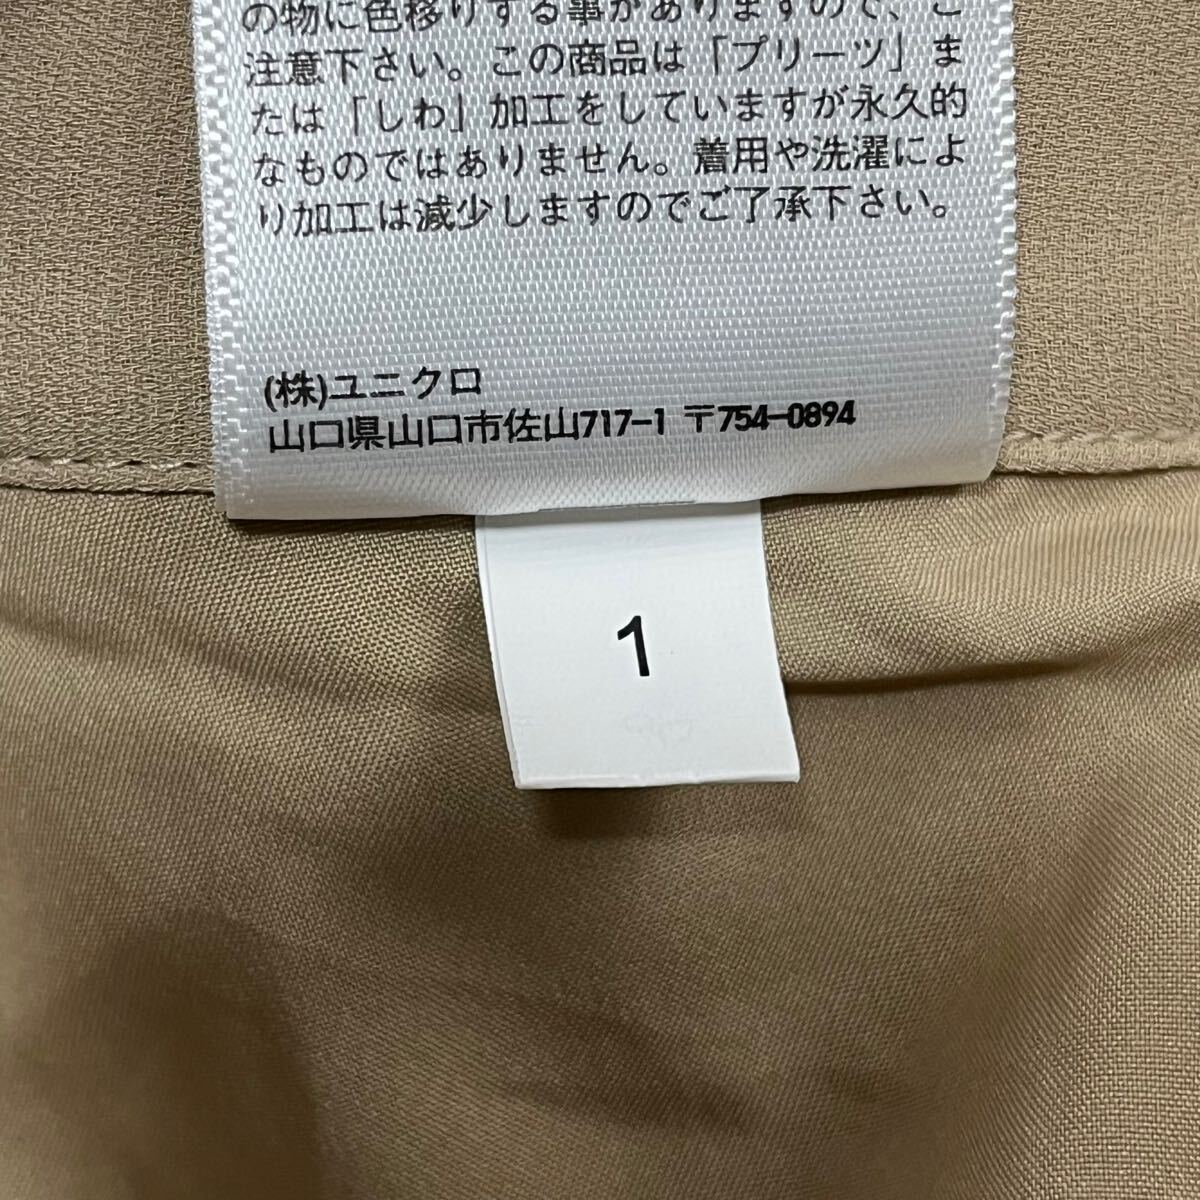 の物に色移りする事がありますので、ご
注意下さい。この商品は「プリーツ」ま
たは「しわ」加工をしていますが永久的
なものではありません。着用や洗濯によ
り加工は減少しますのでご了承下さい。
(株)ユニクロ
山口県山口市佐山717-1 〒754-0894
1